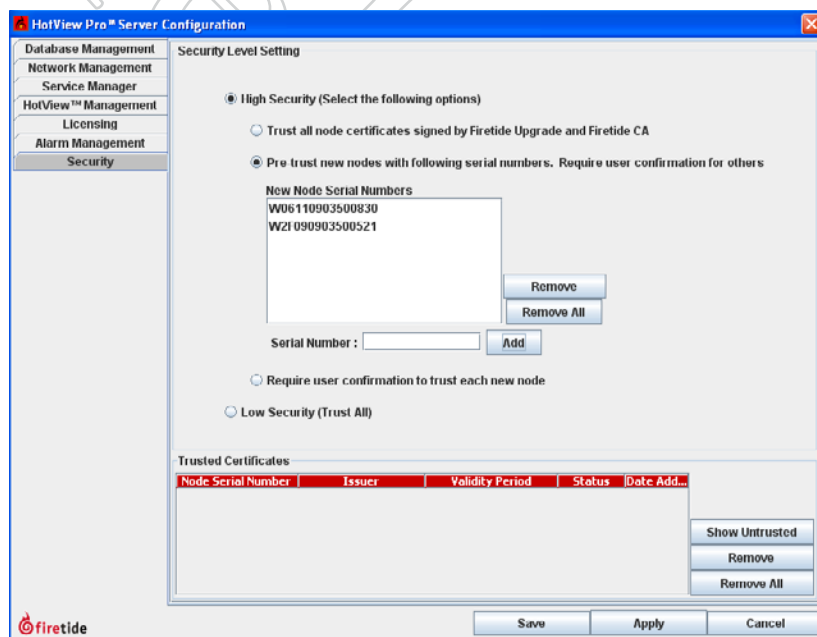 HotView Pro™ Server Configuration
Database Management
Network Management
Service Manager
HotView™ Management
Licensing
Alarm Management
Security
Security Level Setting
High Security (Select the following options)
Trust all node certificates signed by Firetide Upgrade and Firetide CA
Pre trust new nodes with following serial numbers. Require user confirmation for others
New Node Serial Numbers
W06110903500830
W2F090903500521
Remove
Remove All
Serial Number :
Add
Require user confirmation to trust each new node
Low Security (Trust All)
Trusted Certificates
Node Serial Number Issuer Validity Period Status Date Add...
Show Untrusted
Remove
Remove All
firetide
Save Apply Cancel